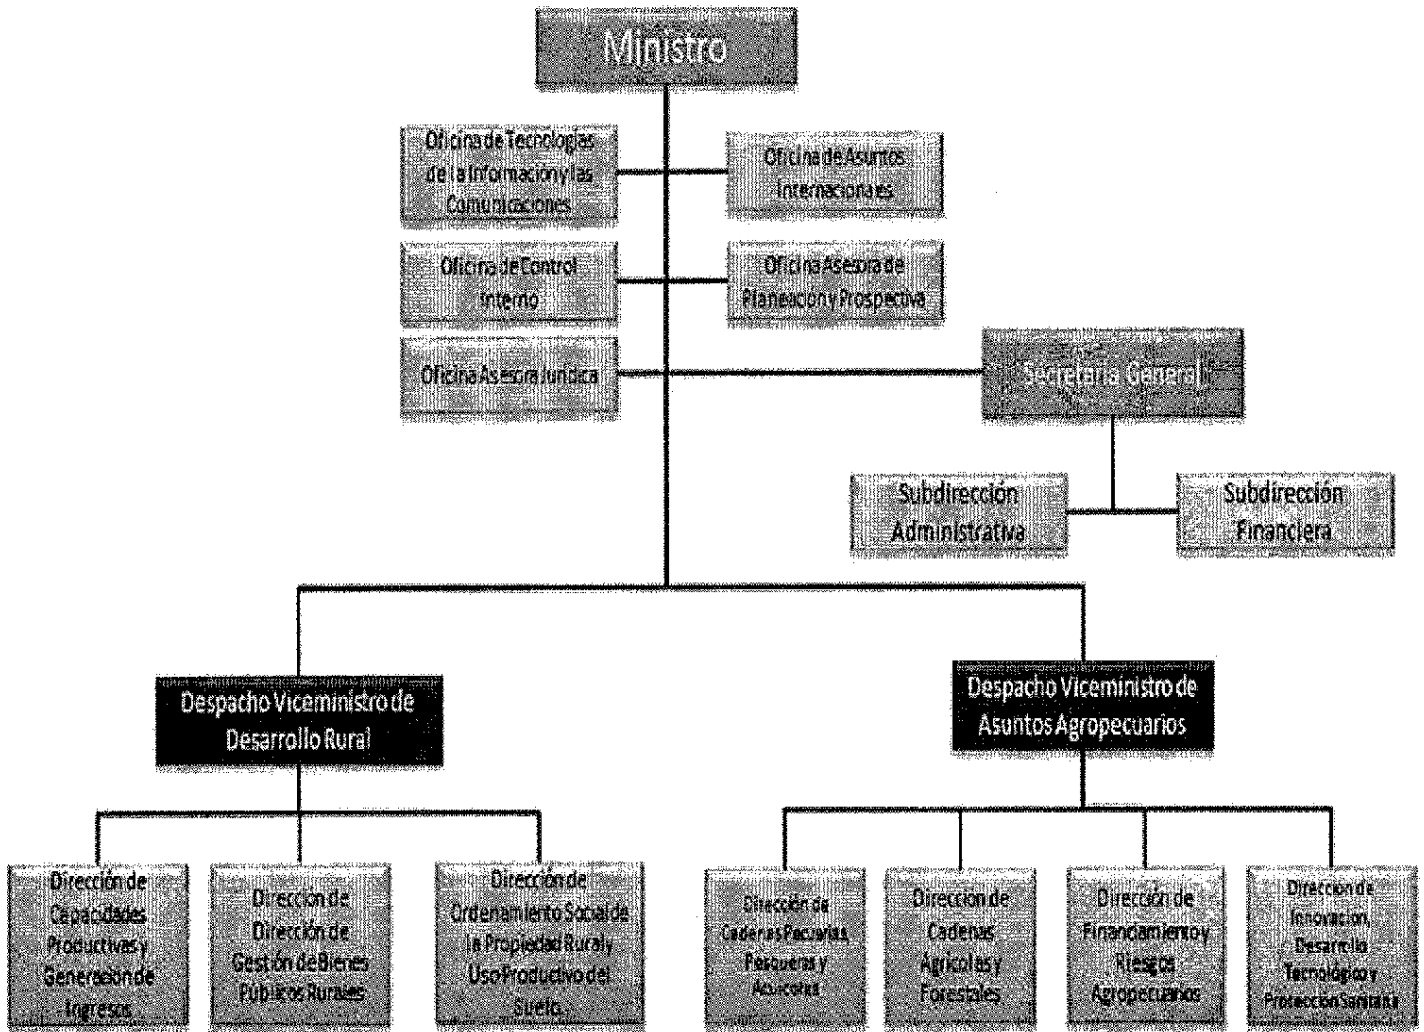 Ministro
Oficina de Tecnologías
de la Información y las
Comunicaciones
Oficina de Asuntos
Internacionales
Oficina de Control
Interno
Oficina Asesora de
Planeación y Prospectiva
Oficina Asesora Jurídica
Secretaría General
Subdirección
Administrativa
Subdirección
Financiera
Despacho Viceministro de
Desarrollo Rural
Despacho Viceministro de
Asuntos Agropecuarios
Dirección de
Capacidades
Productivas y
Generación de
Ingresos
Dirección de
Dirección de
Gestión de Bienes
Públicos Rurales
Dirección de
Ordenamiento Social de
la Propiedad Rural y
Uso Productivo del
Suelo.
Dirección de
Cadenas Pecuarias,
Pesqueras y
Acuícolas
Dirección de
Cadenas
Agrícolas y
Forestales
Dirección de
Financiamiento y
Riesgos
Agropecuarios
Dirección de
Innovación,
Desarrollo
Tecnológico y
Protección Sanitaria